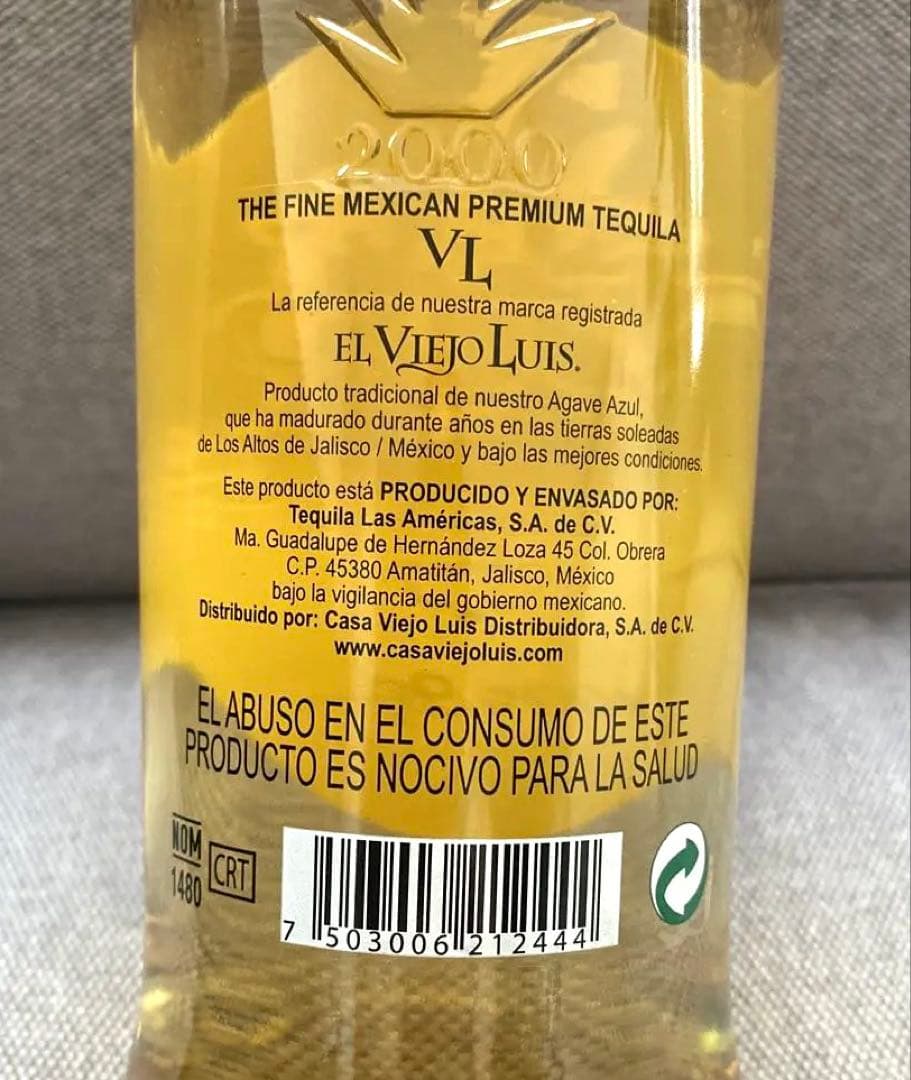 2000
THE FINE MEXICAN PREMIUM TEQUILA
VL
La referencia de nuestra marca registrada
EL VIEJO LUIS.
Producto tradicional de nuestro Agave Azul,
que ha madurado durante años en las tierras soleadas
de Los Altos de Jalisco / México y bajo las mejores condiciones.
Este producto está PRODUCIDO Y ENVASADO POR:
Tequila Las Américas, S.A. de C.V.
Ma. Guadalupe de Hernández Loza 45 Col. Obrera
C.P. 45380 Amatitán, Jalisco, México
bajo la vigilancia del gobierno mexicano.
Distribuido por: Casa Viejo Luis Distribuidora, S.A. de C.V.
www.casaviejoluis.com
EL ABUSO EN EL CONSUMO DE ESTE
PRODUCTO ES NOCIVO PARA LA SALUD
NOM
1480
CRT
7 503006 212444